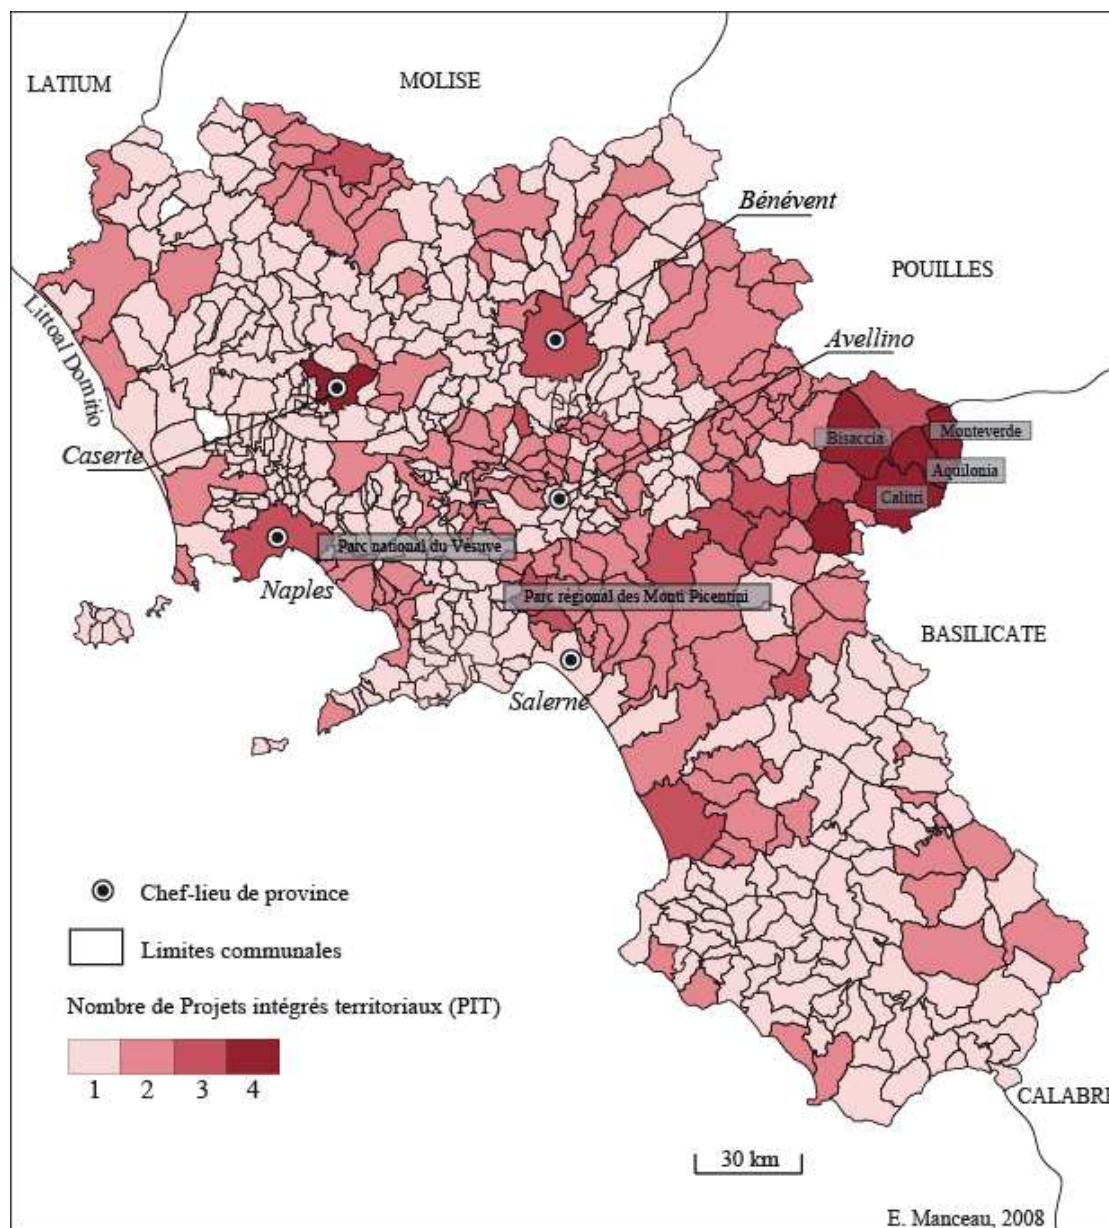 LATIUM
MOLISE
Bénévent
POUILLES
Littoal Domitio
Avellino
Caserte
Bisaccia
Monteverde
Aquilonia
Calitri
Parc national du Vésuve
Naples
Parc régional des Monti Picentini
BASILICATE
Salerne
Chef-lieu de province
Limites communales
Nombre de Projets intégrés territoriaux (PIT)
1 2 3 4
CALABRE
30 km
E. Manceau, 2008